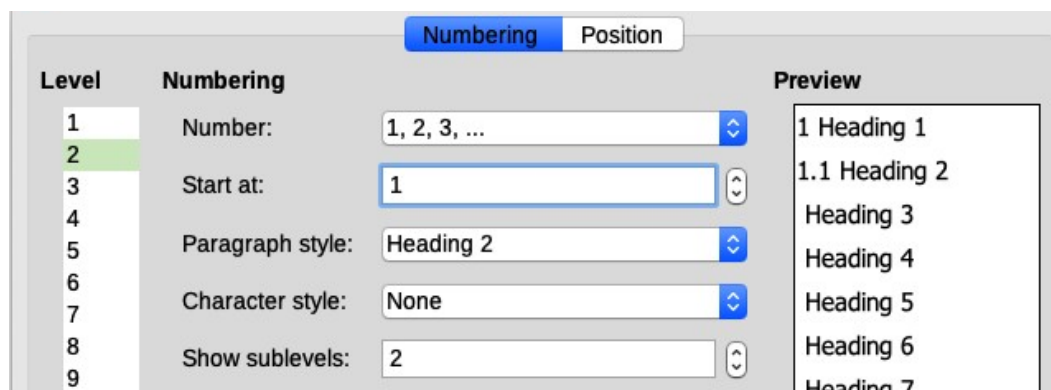 Numbering Position
Level Numbering Preview
1
2
3
4
5
6
7
8
9
Number: 1, 2, 3, ...
Start at: 1
Paragraph style: Heading 2
Character style: None
Show sublevels: 2
1 Heading 1
1.1 Heading 2
Heading 3
Heading 4
Heading 5
Heading 6
Heading 7